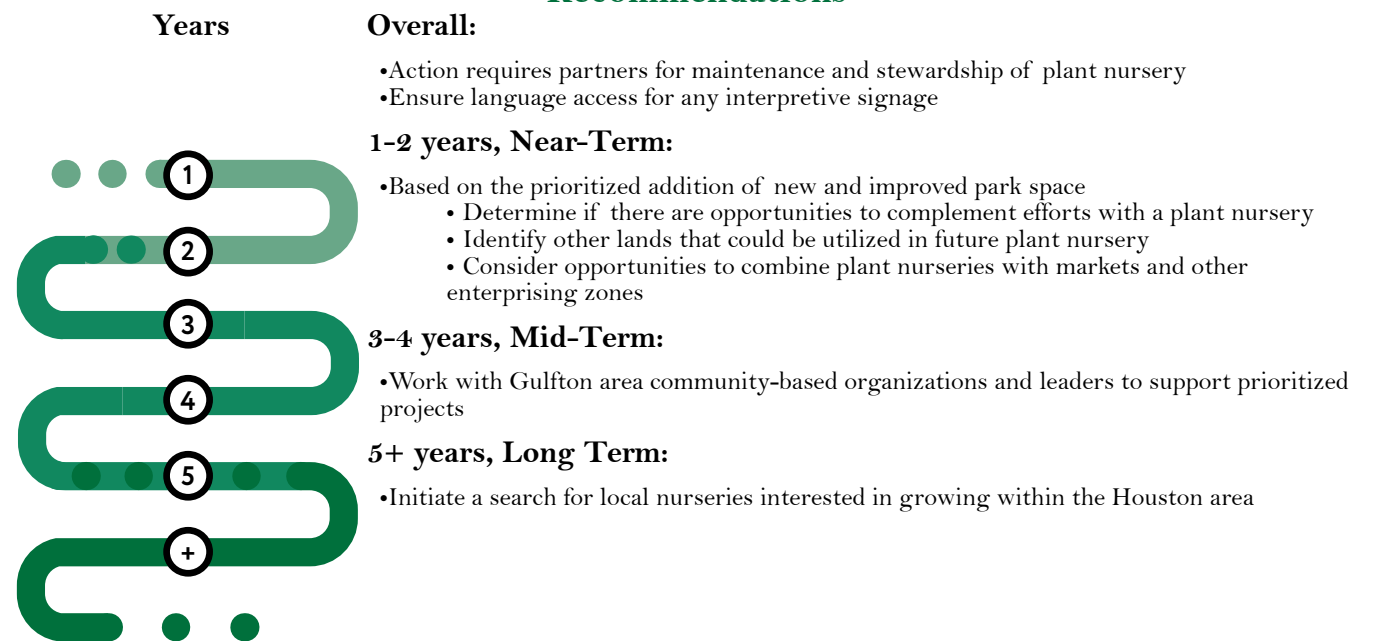 Recommendations
Years
Overall:
•Action requires partners for maintenance and stewardship of plant nursery
•Ensure language access for any interpretive signage
1-2 years, Near-Term:
•Based on the prioritized addition of new and improved park space
• Determine if there are opportunities to complement efforts with a plant nursery
• Identify other lands that could be utilized in future plant nursery
• Consider opportunities to combine plant nurseries with markets and other
enterprising zones
3-4 years, Mid-Term:
•Work with Gulfton area community-based organizations and leaders to support prioritized
projects
5+ years, Long Term:
•Initiate a search for local nurseries interested in growing within the Houston area
1
2
3
4
5
+